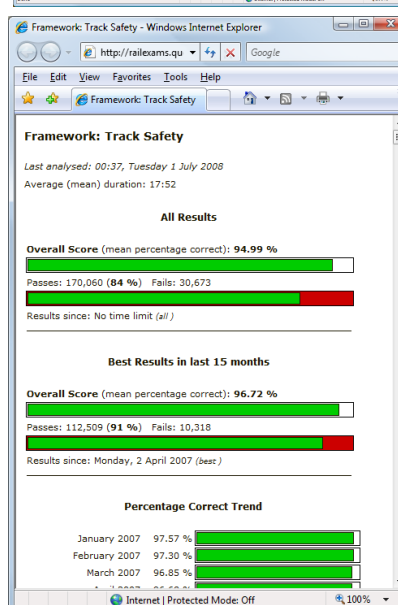 Framework: Track Safety - Windows Internet Explorer
http://railexams.qu
Google
File Edit View Favorites Tools Help
Framework: Track Safety
Framework: Track Safety
Last analysed: 00:37, Tuesday 1 July 2008
Average (mean) duration: 17:52
All Results
Overall Score (mean percentage correct): 94.99 %
Passes: 170,060 (84 %) Fails: 30,673
Results since: No time limit (all )
Best Results in last 15 months
Overall Score (mean percentage correct): 96.72 %
Passes: 112,509 (91 %) Fails: 10,318
Results since: Monday, 2 April 2007 (best )
Percentage Correct Trend
January 2007 97.57 %
February 2007 97.30 %
March 2007 96.85 %
Internet | Protected Mode: Off 100%